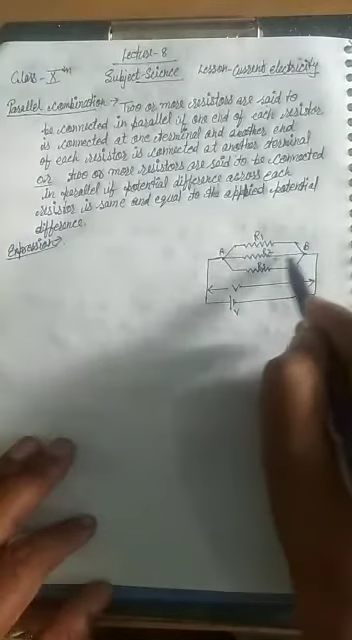 Lecture-8
Class-Xth Subject-Science Lesson-Current electricity
Parallel combination → Two or more resistors are said to
be connected in parallel if one end of each resistor
is connected at one terminal and another end
of each resistor is connected at another terminal
or two or more resistors are said to be connected
in parallel if potential difference across each
resistor is same and equal to the applied potential
difference.
Expression→
R1
A R2 B
R3
V
V